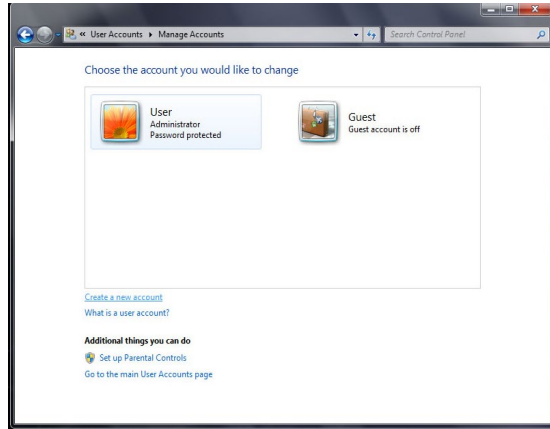 « User Accounts ▸ Manage Accounts
Search Control Panel
Choose the account you would like to change
User
Administrator
Password protected
Guest
Guest account is off
Create a new account
What is a user account?
Additional things you can do
Set up Parental Controls
Go to the main User Accounts page